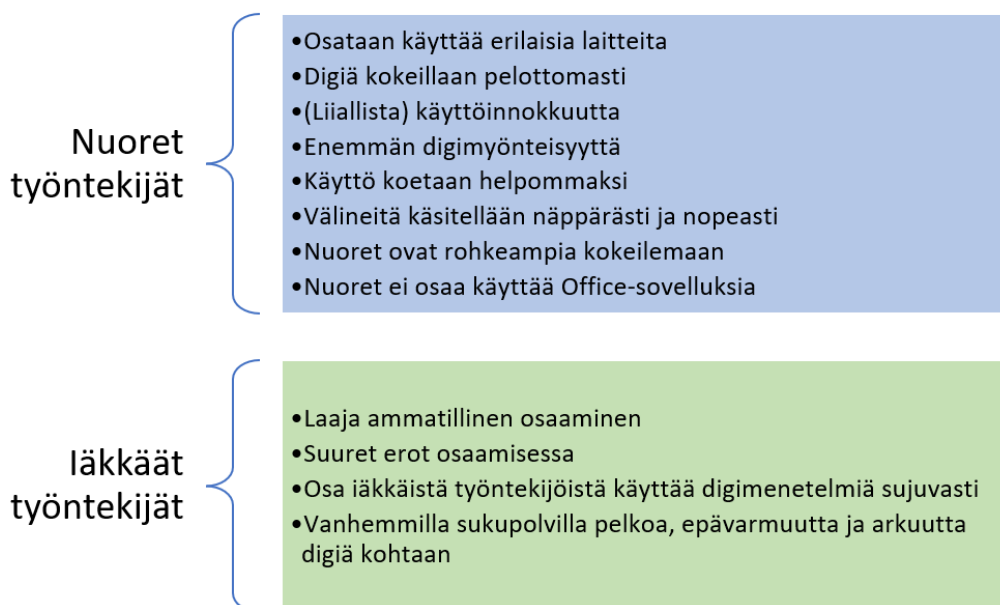 Nuoret
työntekijät
•Osataan käyttää erilaisia laitteita
•Digiä kokeillaan pelottomasti
•(Liiallista) käyttöinnokkuutta
•Enemmän digimyönteisyyttä
•Käyttö koetaan helpommaksi
•Välineitä käsitellään näppärästi ja nopeasti
•Nuoret ovat rohkeampia kokeilemaan
•Nuoret ei osaa käyttää Office-sovelluksia
Iäkkäät
työntekijät
•Laaja ammatillinen osaaminen
•Suuret erot osaamisessa
•Osa iäkkäistä työntekijöistä käyttää digimenetelmiä sujuvasti
•Vanhemmilla sukupolvilla pelkoa, epävarmuutta ja arkuutta
digiä kohtaan